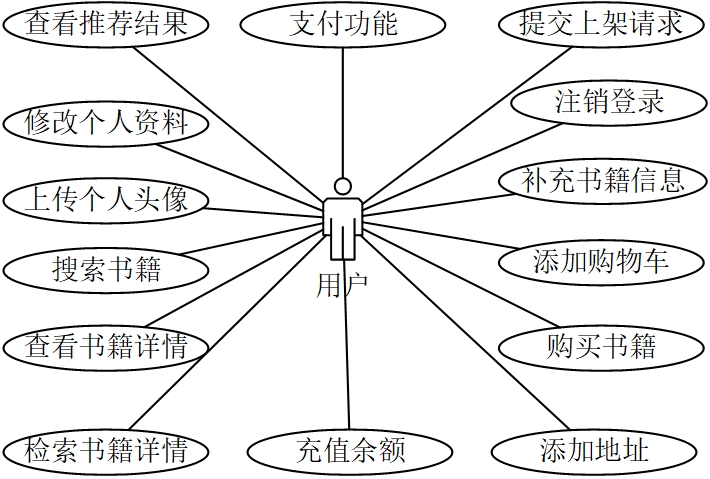 查看推荐结果
支付功能
提交上架请求
修改个人资料
注销登录
上传个人头像
补充书籍信息
搜索书籍
用户
添加购物车
查看书籍详情
购买书籍
检索书籍详情
充值余额
添加地址